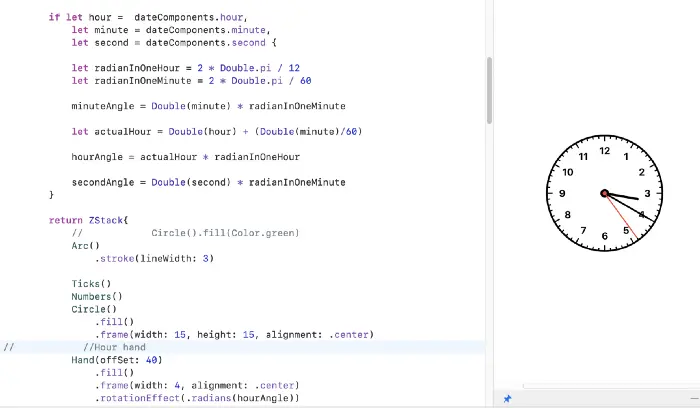 if let hour =  dateComponents.hour,
let minute = dateComponents.minute,
let second = dateComponents.second {
let radianInOneHour = 2 * Double.pi / 12
let radianInOneMinute = 2 * Double.pi / 60
minuteAngle = Double(minute) * radianInOneMinute
let actualHour = Double(hour) + (Double(minute)/60)
hourAngle = actualHour * radianInOneHour
secondAngle = Double(second) * radianInOneMinute
}
return ZStack{
//          Circle().fill(Color.green)
Arc()
.stroke(lineWidth: 3)
Ticks()
Numbers()
Circle()
.fill()
.frame(width: 15, height: 15, alignment: .center)
//          //Hour hand
Hand(offSet: 40)
.fill()
.frame(width: 4, alignment: .center)
.rotationEffect(.radians(hourAngle))
12
11 1
10 2
9 3
8 4
7 5
6